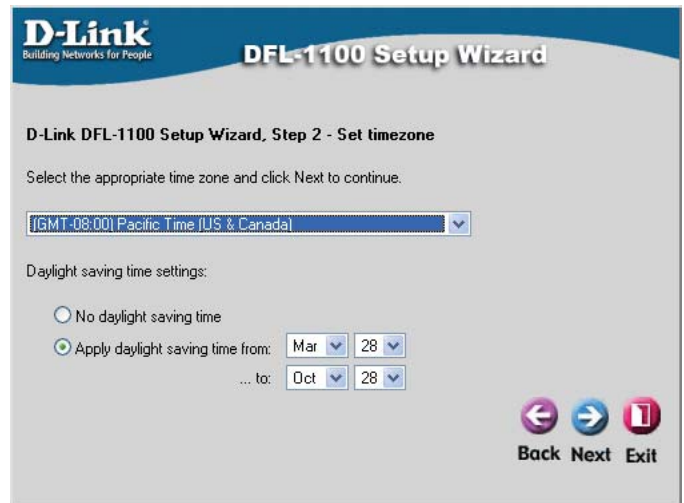 D-Link
Building Networks for People
DFL-1100 Setup Wizard
D-Link DFL-1100 Setup Wizard, Step 2 - Set timezone
Select the appropriate time zone and click Next to continue.
(GMT-08:00) Pacific Time (US & Canada)
Daylight saving time settings:
No daylight saving time
Apply daylight saving time from: Mar 28
... to: Oct 28
Back Next Exit